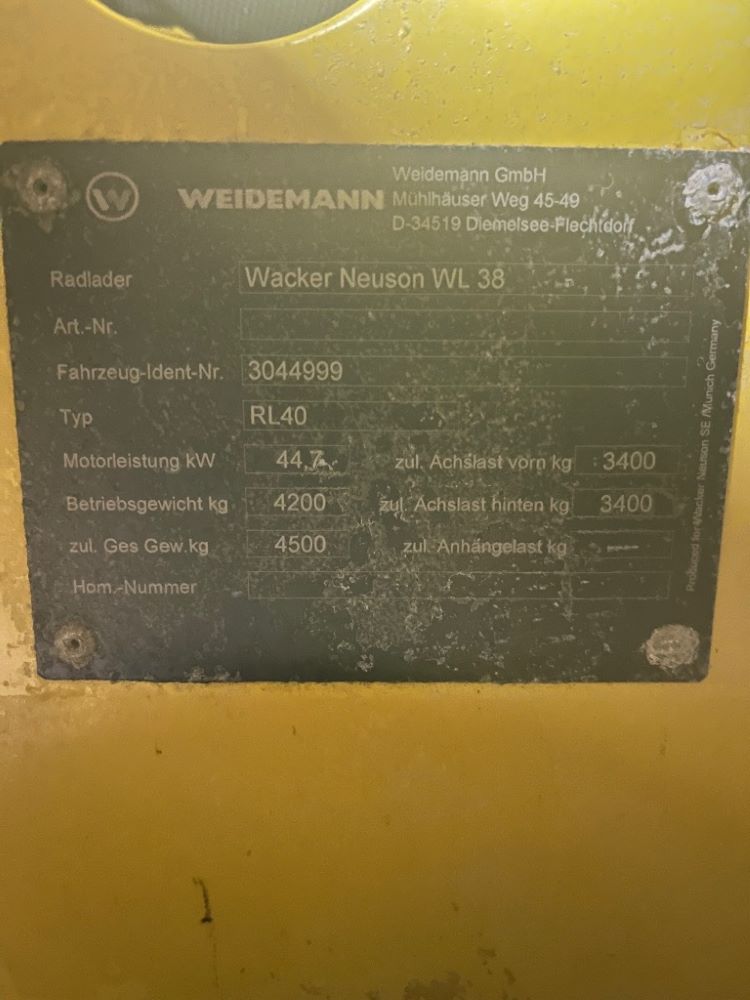 W WEIDEMANN
Weidemann GmbH
Mühlhäuser Weg 45-49
D-34519 Diemelsee-Flechtdorf
Radlader Wacker Neuson WL 38
Art.-Nr.
Fahrzeug-Ident-Nr. 3044999
Typ RL40
Motorleistung kW 44,7 zul. Achslast vorn kg 3400
Betriebsgewicht kg 4200 zul. Achslast hinten kg 3400
zul. Ges Gew.kg 4500 zul. Anhängelast kg —
Hom.-Nummer
Produced for Wacker Neuson SE /Munich Germany